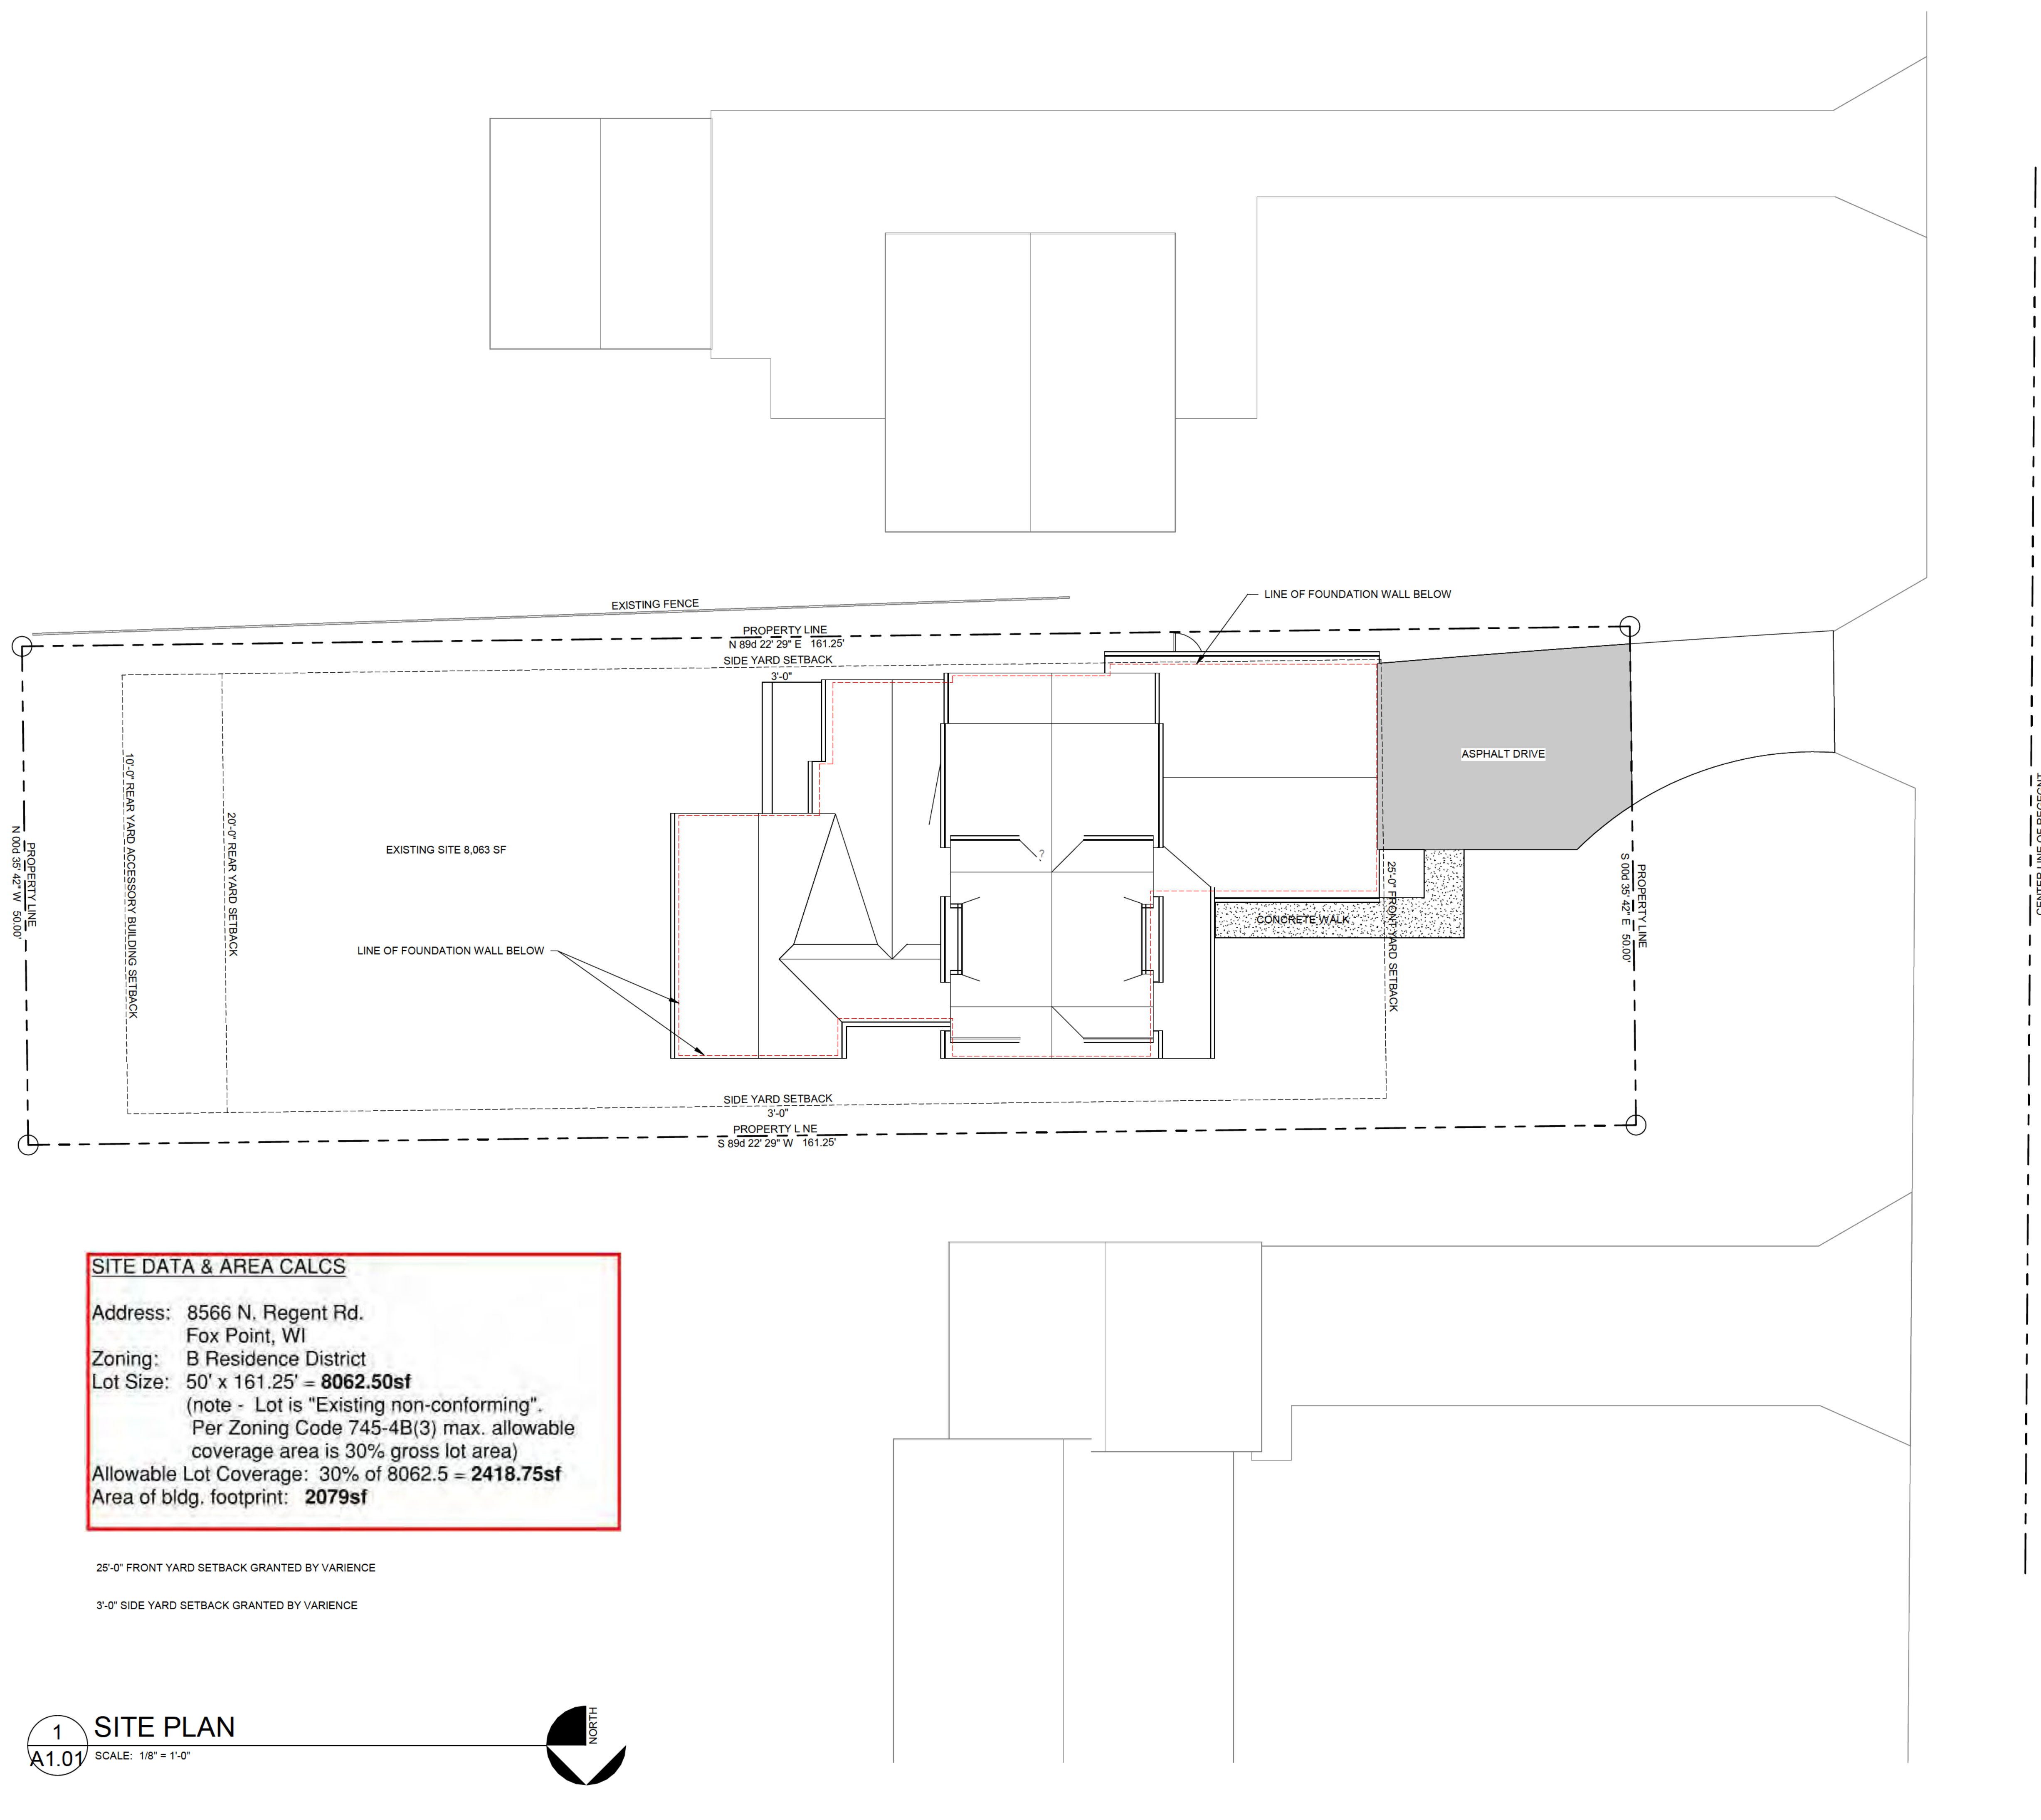 EXISTING FENCE
LINE OF FOUNDATION WALL BELOW
PROPERTY LINE
N 89d 22' 29" E 161.25'
SIDE YARD SETBACK
3'-0"
ASPHALT DRIVE
PROPERTY LINE
N 00d 35' 42" W 50.00'
10'-0" REAR YARD ACCESSORY BUILDING SETBACK
20'-0" REAR YARD SETBACK
EXISTING SITE 8,063 SF
LINE OF FOUNDATION WALL BELOW
?
CONCRETE WALK
25'-0" FRONT YARD SETBACK
PROPERTY LINE
S 00d 35' 42" E 50.00'
SIDE YARD SETBACK
3'-0"
PROPERTY L NE
S 89d 22' 29" W 161.25'
SITE DATA & AREA CALCS
Address: 8566 N. Regent Rd.
Fox Point, WI
Zoning: B Residence District
Lot Size: 50' x 161.25' = 8062.50sf
(note - Lot is "Existing non-conforming".
Per Zoning Code 745-4B(3) max. allowable
coverage area is 30% gross lot area)
Allowable Lot Coverage: 30% of 8062.5 = 2418.75sf
Area of bldg. footprint: 2079sf
25'-0" FRONT YARD SETBACK GRANTED BY VARIENCE
3'-0" SIDE YARD SETBACK GRANTED BY VARIENCE
1
A1.01
SITE PLAN
SCALE: 1/8" = 1'-0"
NORTH